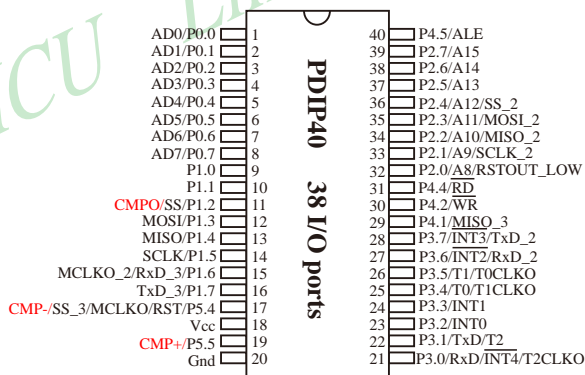 MCU Lim
AD0/P0.0 1
AD1/P0.1 2
AD2/P0.2 3
AD3/P0.3 4
AD4/P0.4 5
AD5/P0.5 6
AD6/P0.6 7
AD7/P0.7 8
P1.0 9
P1.1 10
CMPO/SS/P1.2 11
MOSI/P1.3 12
MISO/P1.4 13
SCLK/P1.5 14
MCLKO_2/RxD_3/P1.6 15
TxD_3/P1.7 16
CMP-/SS_3/MCLKO/RST/P5.4 17
Vcc 18
CMP+/P5.5 19
Gnd 20
PDIP40 38 I/O ports
40 P4.5/ALE
39 P2.7/A15
38 P2.6/A14
37 P2.5/A13
36 P2.4/A12/SS_2
35 P2.3/A11/MOSI_2
34 P2.2/A10/MISO_2
33 P2.1/A9/SCLK_2
32 P2.0/A8/RSTOUT_LOW
31 P4.4/RD
30 P4.2/WR
29 P4.1/MISO_3
28 P3.7/INT3/TxD_2
27 P3.6/INT2/RxD_2
26 P3.5/T1/T0CLKO
25 P3.4/T0/T1CLKO
24 P3.3/INT1
23 P3.2/INT0
22 P3.1/TxD/T2
21 P3.0/RxD/INT4/T2CLKO